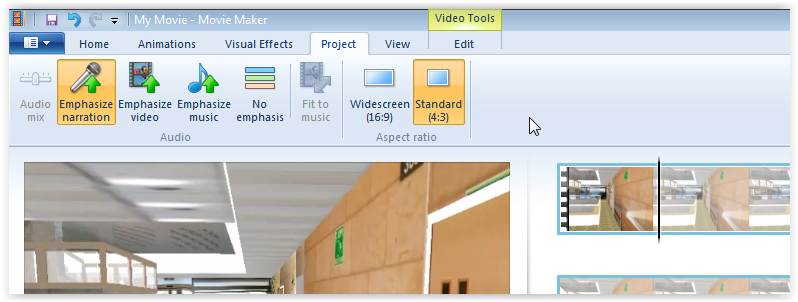 My Movie - Movie Maker
Video Tools
Home Animations Visual Effects Project View Edit
Audio mix
Emphasize narration
Emphasize video
Emphasize music
No emphasis
Fit to music
Widescreen (16:9)
Standard (4:3)
Audio
Aspect ratio